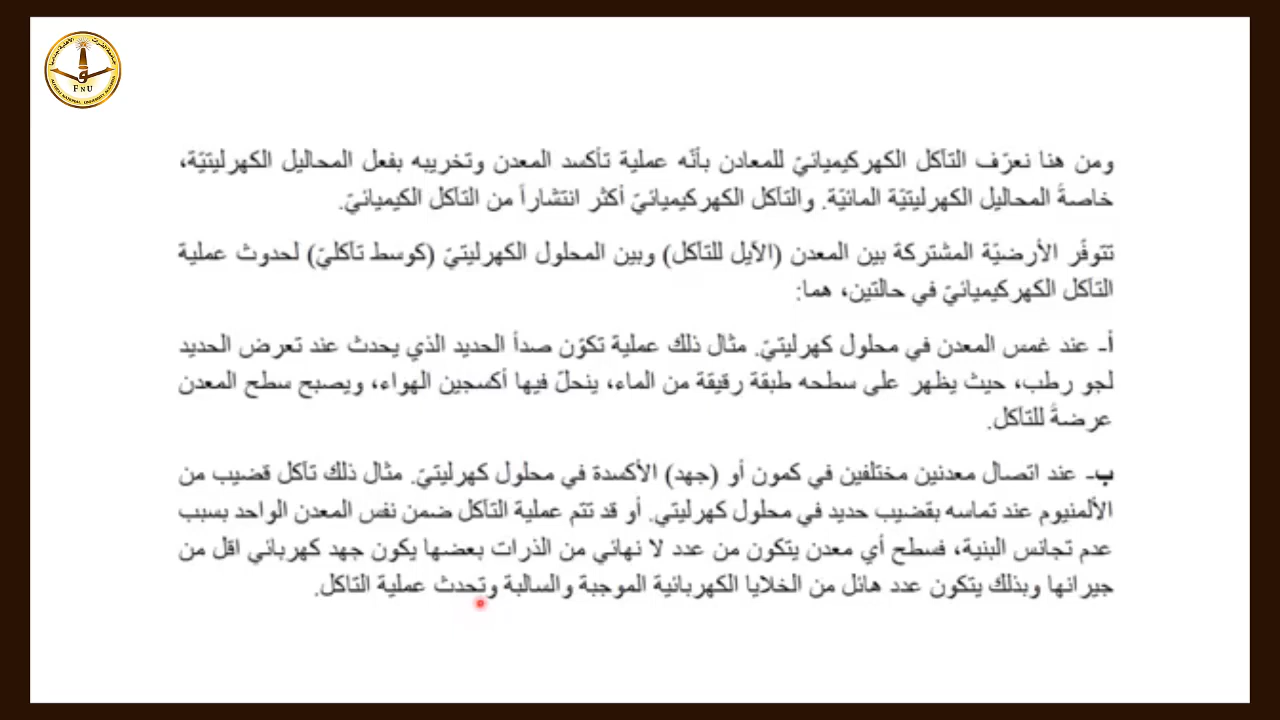 FNU
ومن هنا نعرّف التآكل الكهركيميائيّ للمعادن بأنّه عملية تأكسد المعدن وتخريبه بفعل المحاليل الكهرليتيّة،
خاصةً المحاليل الكهرليتيّة المائيّة. والتآكل الكهركيميائيّ أكثر انتشاراً من التآكل الكيميائيّ.
تتوفّر الأرضيّة المشتركة بين المعدن (الآيل للتآكل) وبين المحلول الكهرليتيّ (كوسط تآكليّ) لحدوث عملية
التآكل الكهركيميائيّ في حالتين، هما:
أ- عند غمس المعدن في محلول كهرليتيّ. مثال ذلك عملية تكوّن صدأ الحديد الذي يحدث عند تعرض الحديد
لجو رطب، حيث يظهر على سطحه طبقة رقيقة من الماء، ينحلّ فيها أكسجين الهواء، ويصبح سطح المعدن
عرضةً للتآكل.
ب- عند اتصال معدنين مختلفين في كمون أو (جهد) الأكسدة في محلول كهرليتيّ. مثال ذلك تآكل قضيب من
الألمنيوم عند تماسه بقضيب حديد في محلول كهرليتي. أو قد تتم عملية التآكل ضمن نفس المعدن الواحد بسبب
عدم تجانس البنية، فسطح أي معدن يتكون من عدد لا نهائي من الذرات بعضها يكون جهد كهربائي اقل من
جيرانها وبذلك يتكون عدد هائل من الخلايا الكهربائية الموجبة والسالبة وتحدث عملية التاكل.